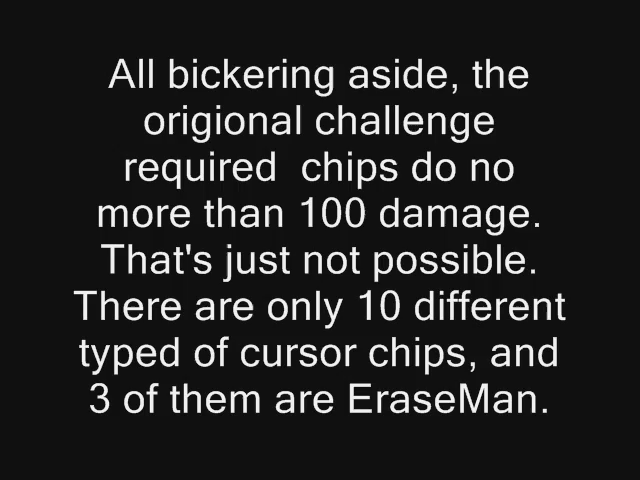 All bickering aside, the
origional challenge
required  chips do no
more than 100 damage.
That's just not possible.
There are only 10 different
typed of cursor chips, and
3 of them are EraseMan.